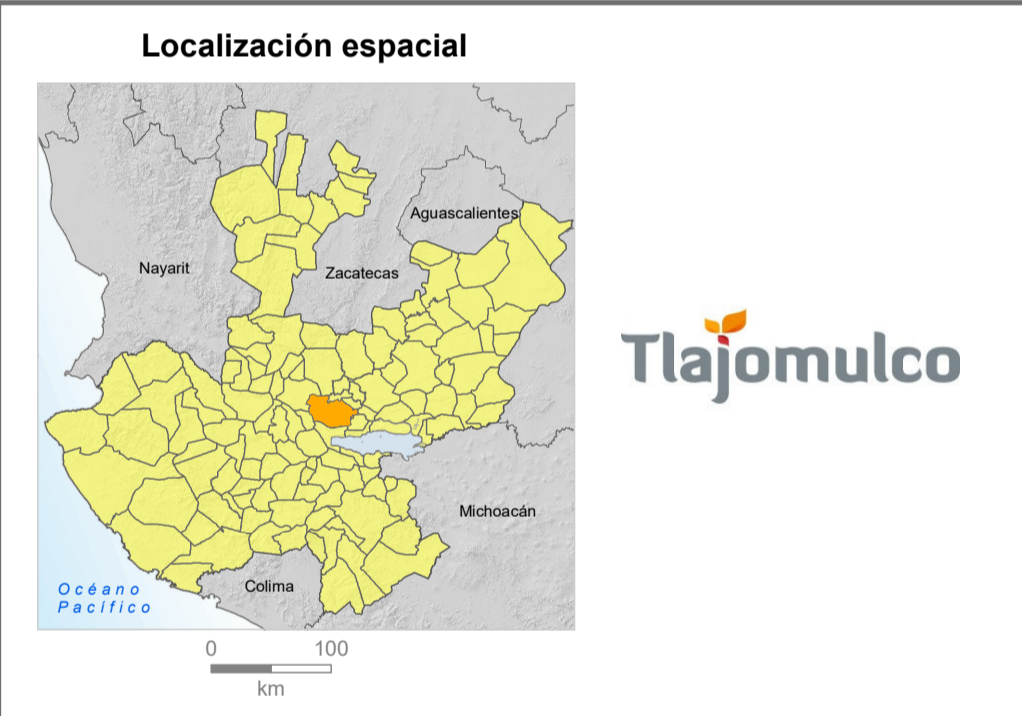 Localización espacial
Aguascalientes
Nayarit
Zacatecas
Tlajomulco
Michoacán
Colima
Océano
Pacífico
0 100
km